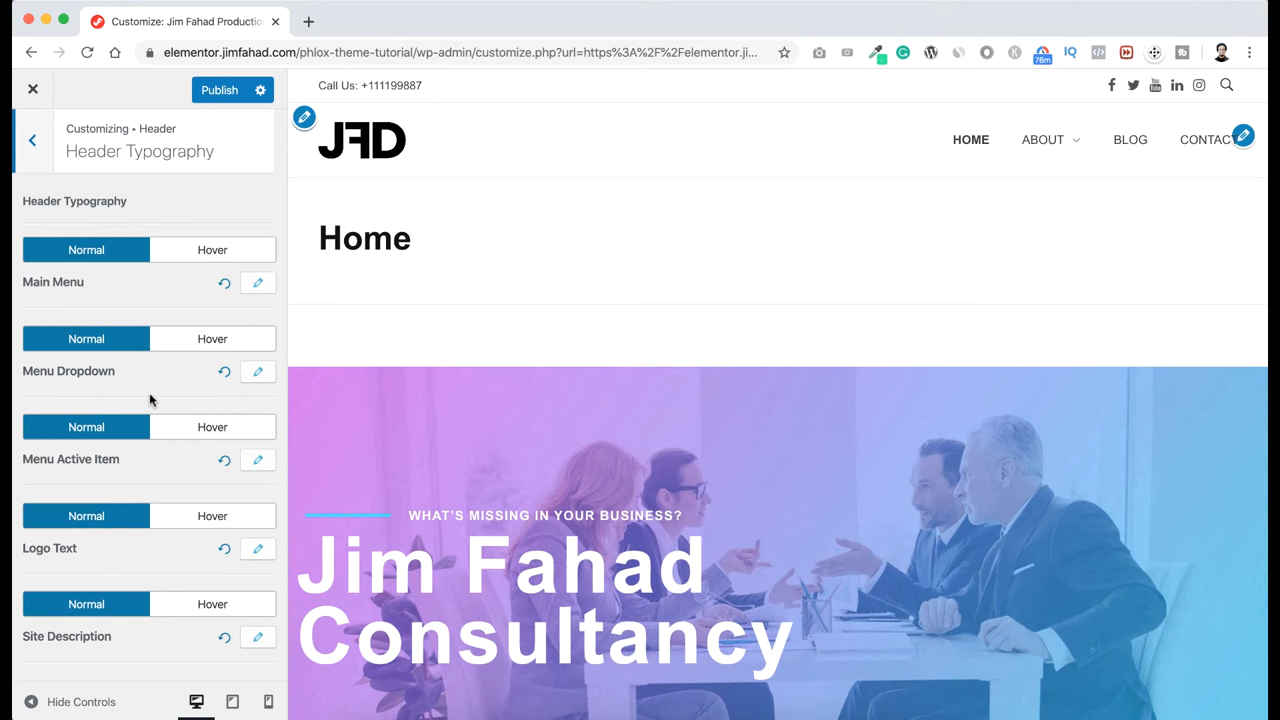 Customize: Jim Fahad Productio
elementor.jimfahad.com/phlox-theme-tutorial/wp-admin/customize.php?url=https%3A%2F%2Felementor.ji...
76m
IQ
Publish
Customizing ▸ Header
Header Typography
Header Typography
Normal Hover
Main Menu
Normal Hover
Menu Dropdown
Normal Hover
Menu Active Item
Normal Hover
Logo Text
Normal Hover
Site Description
Hide Controls
Call Us: +111199887
JFD
HOME ABOUT BLOG CONTACT
Home
WHAT'S MISSING IN YOUR BUSINESS?
Jim Fahad
Consultancy